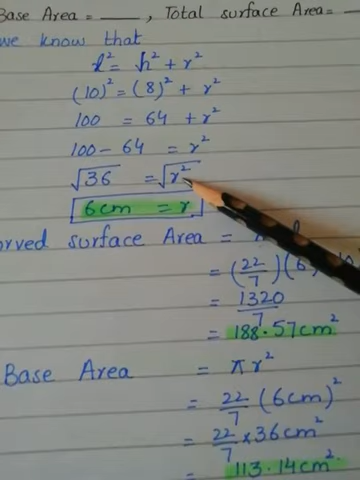 Base Area = ____, Total surface Area =
we know that
l² = h² + r²
(10)² = (8)² + r²
100 = 64 + r²
100 - 64 = r²
√36 = √r²
6cm = r
surface Area =
= (22/7)(6)
= 1320/7
= 188.57cm²
Base Area = πr²
= 22/7 (6cm)²
= 22/7 × 36cm²
= 113.14cm²